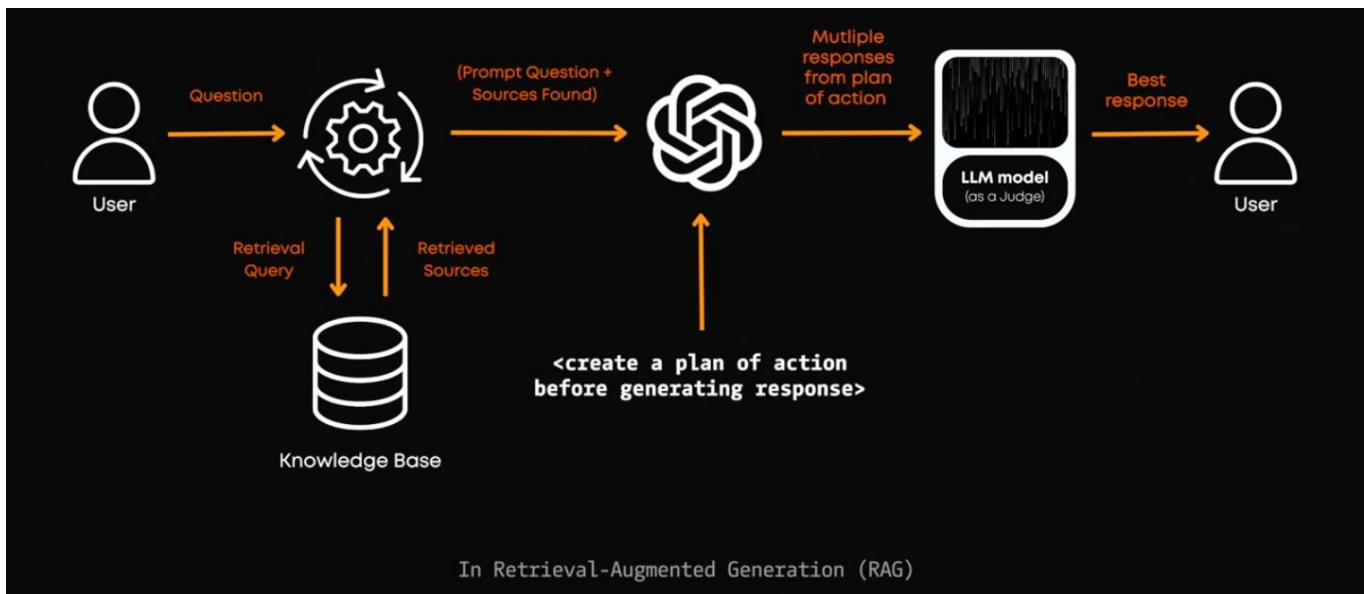 Question
(Prompt Question +
Sources Found)
Mutliple
responses
from plan
of action
Best
response
LLM model
(as a Judge)
User
User
Retrieval
Query
Retrieved
Sources
<create a plan of action
before generating response>
Knowledge Base
In Retrieval-Augmented Generation (RAG)